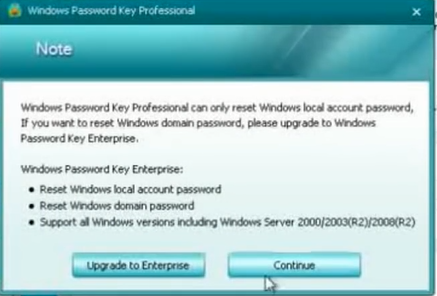 Windows Password Key Professional
Note
Windows Password Key Professional can only reset Windows local account password,
If you want to reset Windows domain password, please upgrade to Windows
Password Key Enterprise.
Windows Password Key Enterprise:
• Reset Windows local account password
• Reset Windows domain password
• Support all Windows versions including Windows Server 2000/2003(R2)/2008(R2)
Upgrade to Enterprise
Continue